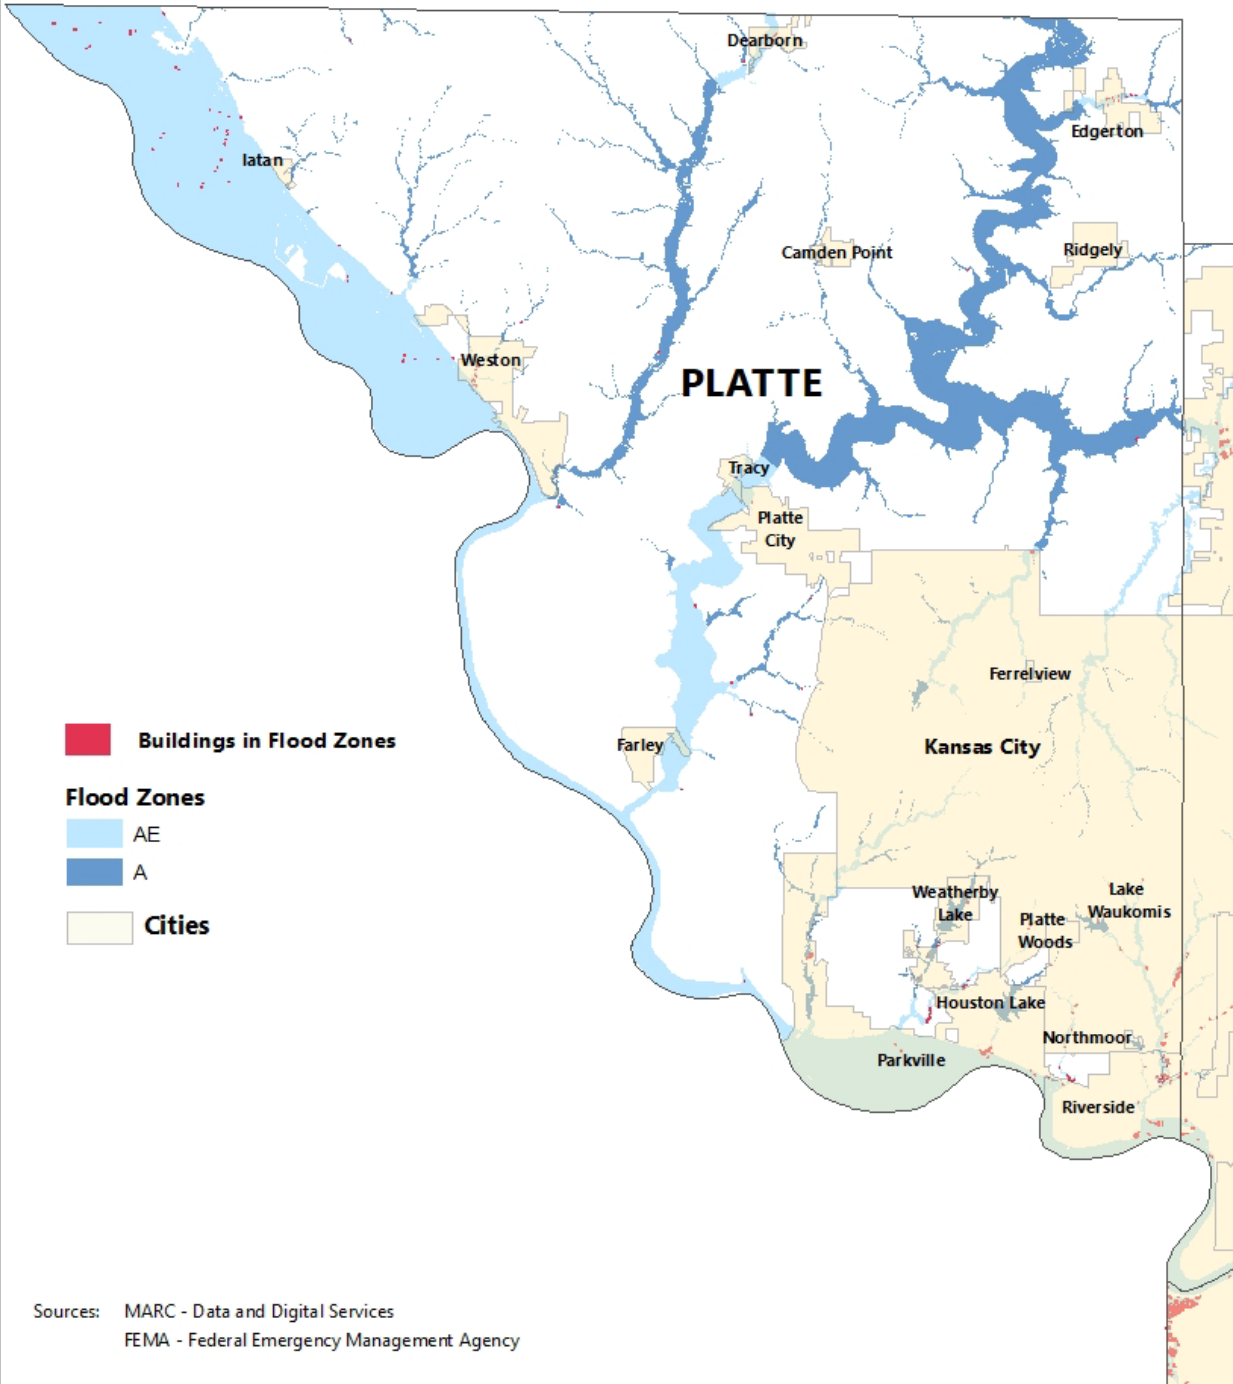 Dearborn
Edgerton
Iatan
Camden Point
Ridgely
Weston
PLATTE
Tracy
Platte
City
Ferrelview
Farley
Kansas City
Buildings in Flood Zones
Flood Zones
AE
A
Cities
Weatherby
Lake
Lake
Waukomis
Platte
Woods
Houston Lake
Northmoor
Parkville
Riverside
Sources: MARC - Data and Digital Services
FEMA - Federal Emergency Management Agency